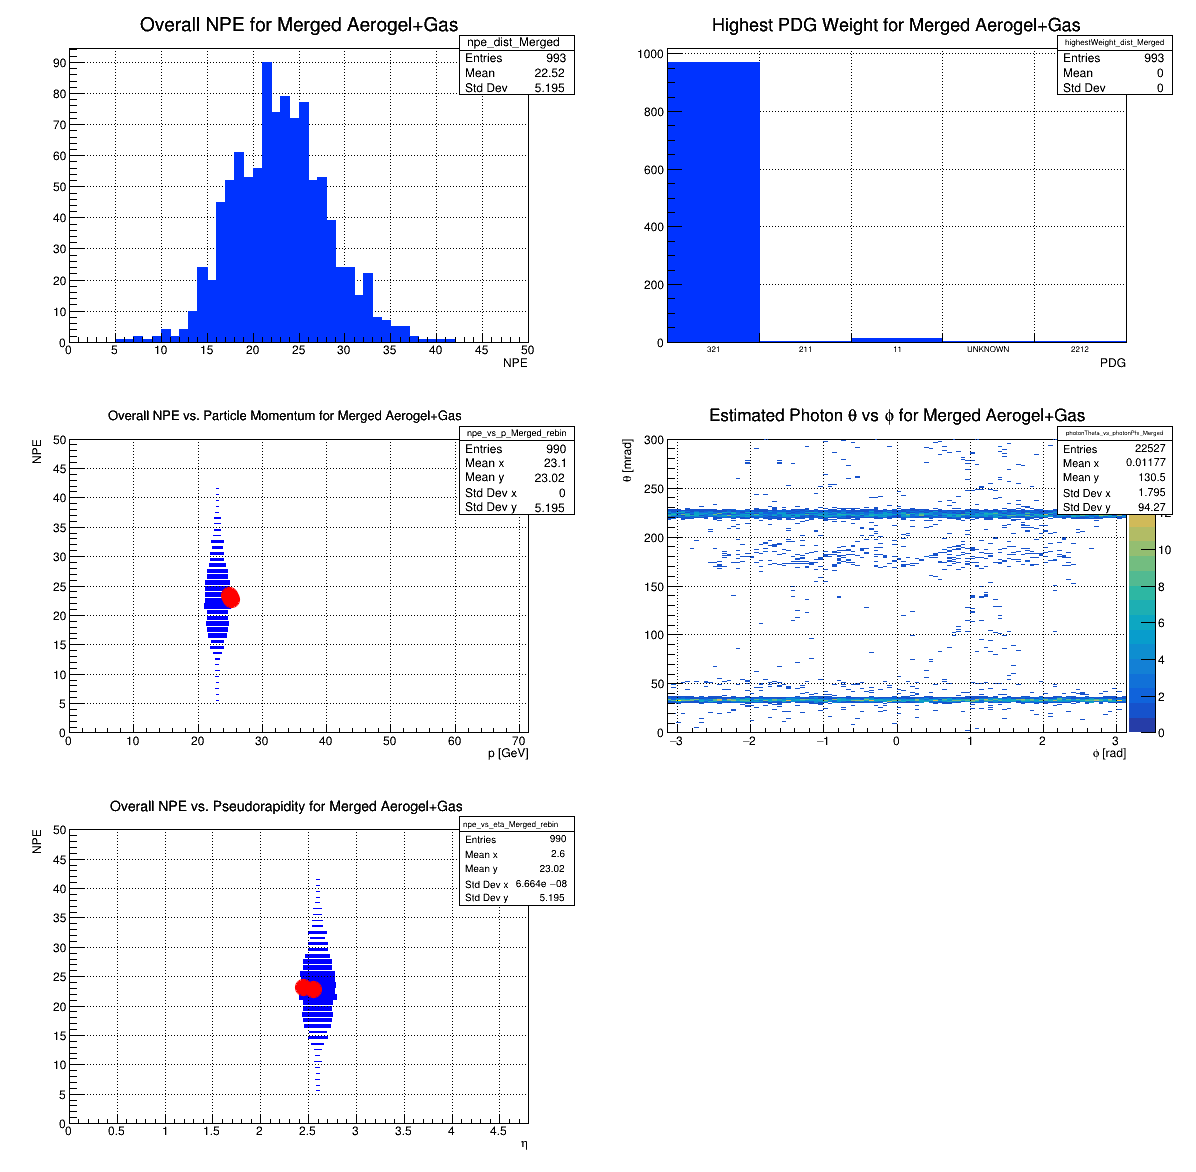 Overall NPE for Merged Aerogel+Gas
npe_dist_Merged
Entries 993
Mean 22.52
Std Dev 5.195
90
80
70
60
50
40
30
20
10
0
0 5 10 15 20 25 30 35 40 45 50
NPE
Highest PDG Weight for Merged Aerogel+Gas
highestWeight_dist_Merged
Entries 993
Mean 0
Std Dev 0
1000
800
600
400
200
0
321 211 11 UNKNOWN 2212
PDG
Overall NPE vs. Particle Momentum for Merged Aerogel+Gas
npe_vs_p_Merged_rebin
Entries 990
Mean x 23.1
Mean y 23.02
Std Dev x 0
Std Dev y 5.195
NPE
50
45
40
35
30
25
20
15
10
5
0
0 10 20 30 40 50 60 70
p [GeV]
Estimated Photon θ vs ϕ for Merged Aerogel+Gas
photonTheta_vs_photonPhi_Merged
Entries 22527
Mean x 0.01177
Mean y 130.5
Std Dev x 1.795
Std Dev y 94.27
θ [mrad]
300
250
200
150
100
50
0
−3 −2 −1 0 1 2 3
ϕ [rad]
10
8
6
4
2
0
Overall NPE vs. Pseudorapidity for Merged Aerogel+Gas
npe_vs_eta_Merged_rebin
Entries 990
Mean x 2.6
Mean y 23.02
Std Dev x 6.664e −08
Std Dev y 5.195
NPE
50
45
40
35
30
25
20
15
10
5
0
0 0.5 1 1.5 2 2.5 3 3.5 4 4.5
η